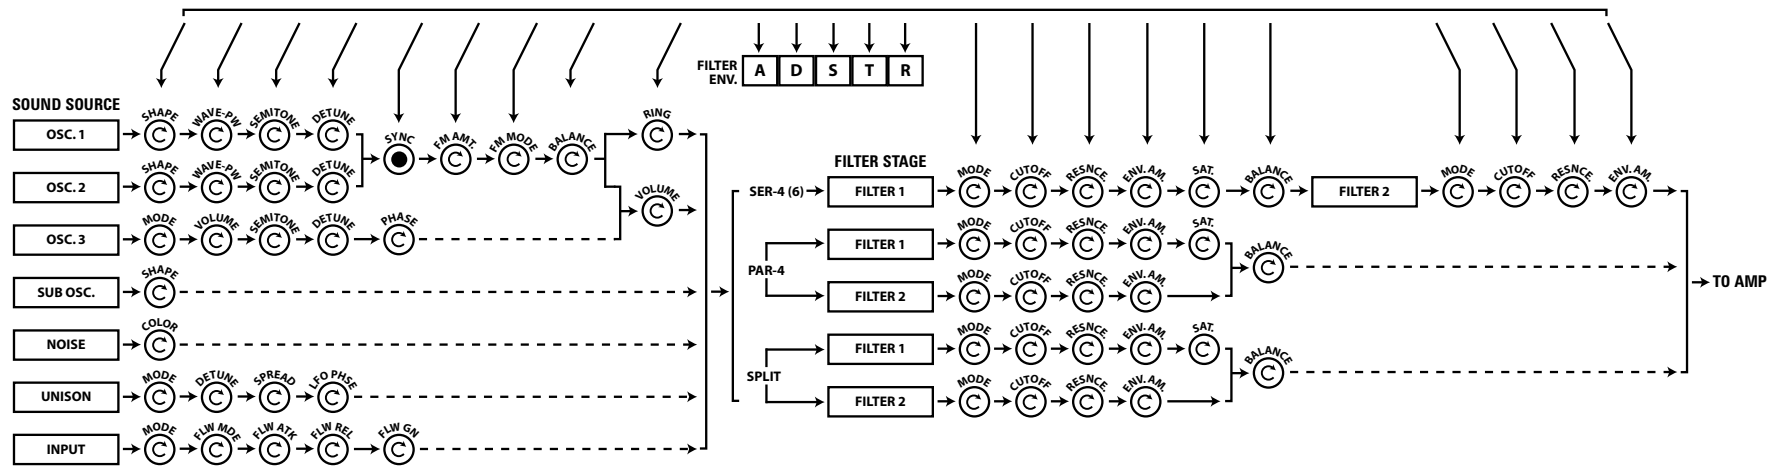 FILTER ENV. A D S T R
SOUND SOURCE
OSC. 1 SHAPE WAVE-PW SEMITONE DETUNE SYNC FM AMT. FM MODE BALANCE RING
OSC. 2 SHAPE WAVE-PW SEMITONE DETUNE VOLUME
OSC. 3 MODE VOLUME SEMITONE DETUNE PHASE
SUB OSC. SHAPE
NOISE COLOR
UNISON MODE DETUNE SPREAD LFO PHSE
INPUT MODE FLW MDE FLW ATK FLW REL FLW GN
FILTER STAGE
SER-4 (6) FILTER 1 MODE CUTOFF RESNCE. ENV. AM. SAT. BALANCE FILTER 2 MODE CUTOFF RESNCE. ENV. AM.
PAR-4
FILTER 1 MODE CUTOFF RESNCE. ENV. AM. SAT. BALANCE
FILTER 2 MODE CUTOFF RESNCE. ENV. AM.
SPLIT
FILTER 1 MODE CUTOFF RESNCE. ENV. AM. SAT. BALANCE
FILTER 2 MODE CUTOFF RESNCE. ENV. AM.
TO AMP